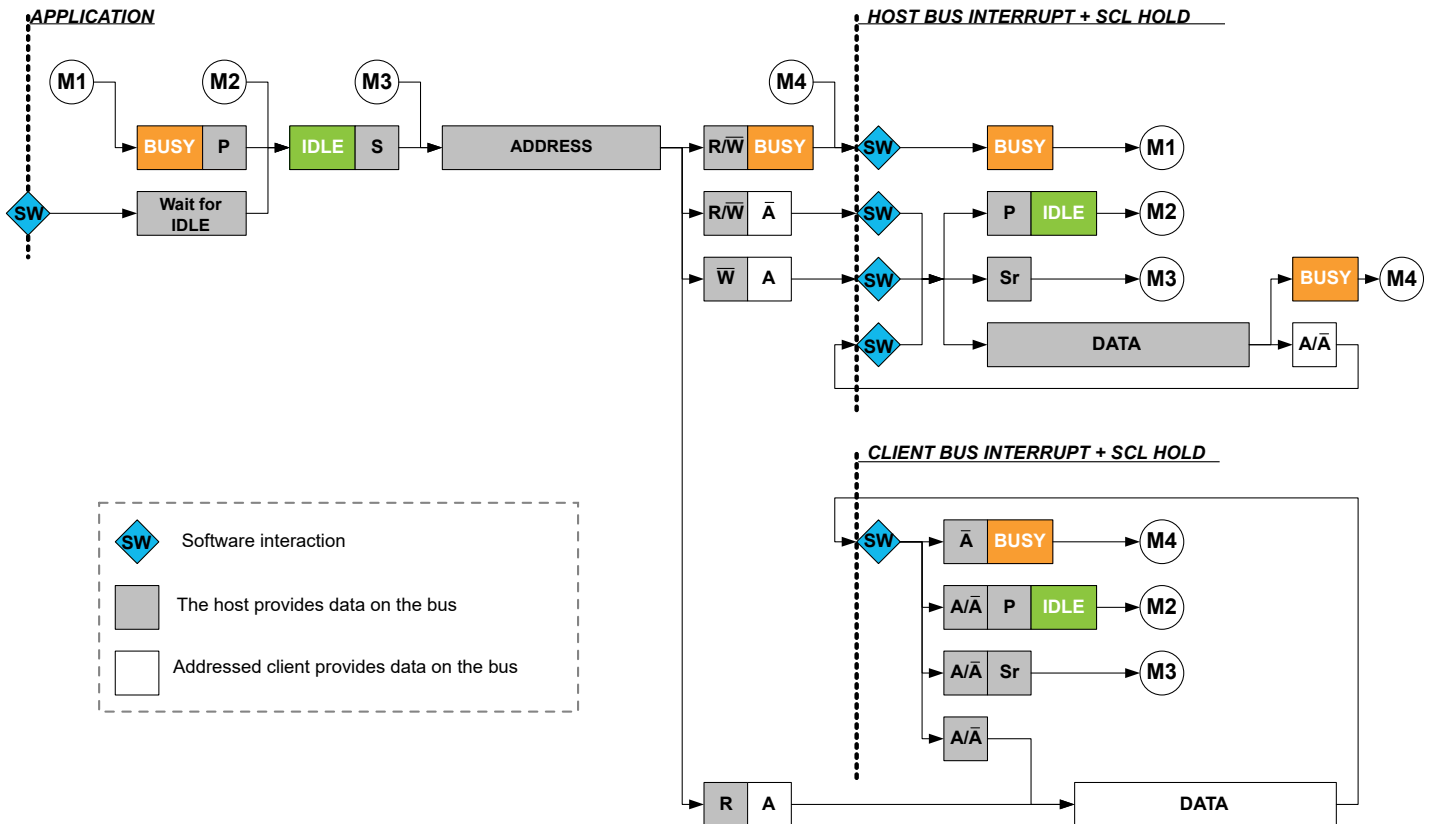 APPLICATION
HOST BUS INTERRUPT + SCL HOLD
M1
M2
M3
M4
BUSY P
IDLE S
ADDRESS
R/W̅ BUSY
SW
BUSY
M1
SW
Wait for
IDLE
R/W̅ A̅
SW
P IDLE
M2
W̅ A
SW
Sr
M3
BUSY
M4
SW
DATA
A/A̅
CLIENT BUS INTERRUPT + SCL HOLD
SW
A̅ BUSY
M4
A/A̅ P IDLE
M2
A/A̅ Sr
M3
A/A̅
R A
DATA
SW Software interaction
The host provides data on the bus
Addressed client provides data on the bus